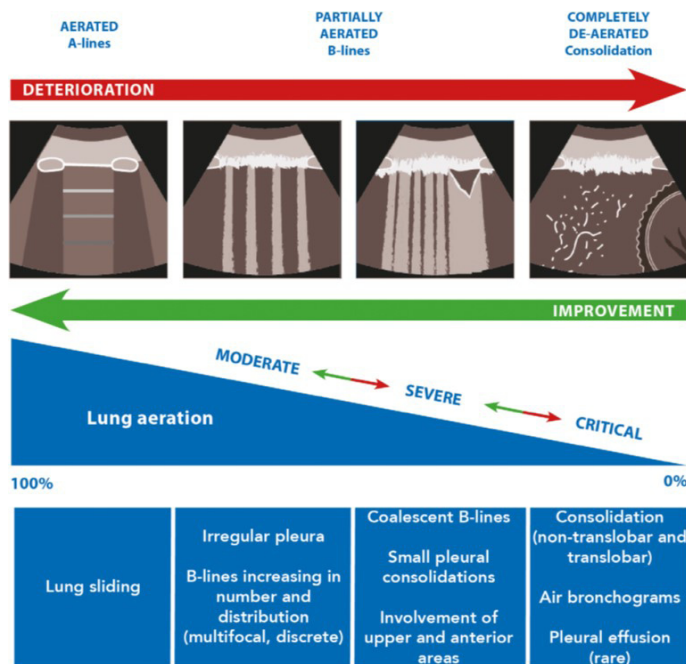 AERATED
A-lines
PARTIALLY
AERATED
B-lines
COMPLETELY
DE-AERATED
Consolidation
DETERIORATION
IMPROVEMENT
MODERATE
SEVERE
CRITICAL
Lung aeration
100%
0%
Lung sliding
Irregular pleura
B-lines increasing in
number and
distribution
(multifocal, discrete)
Coalescent B-lines
Small pleural
consolidations
Involvement of
upper and anterior
areas
Consolidation
(non-translobar and
translobar)
Air bronchograms
Pleural effusion
(rare)